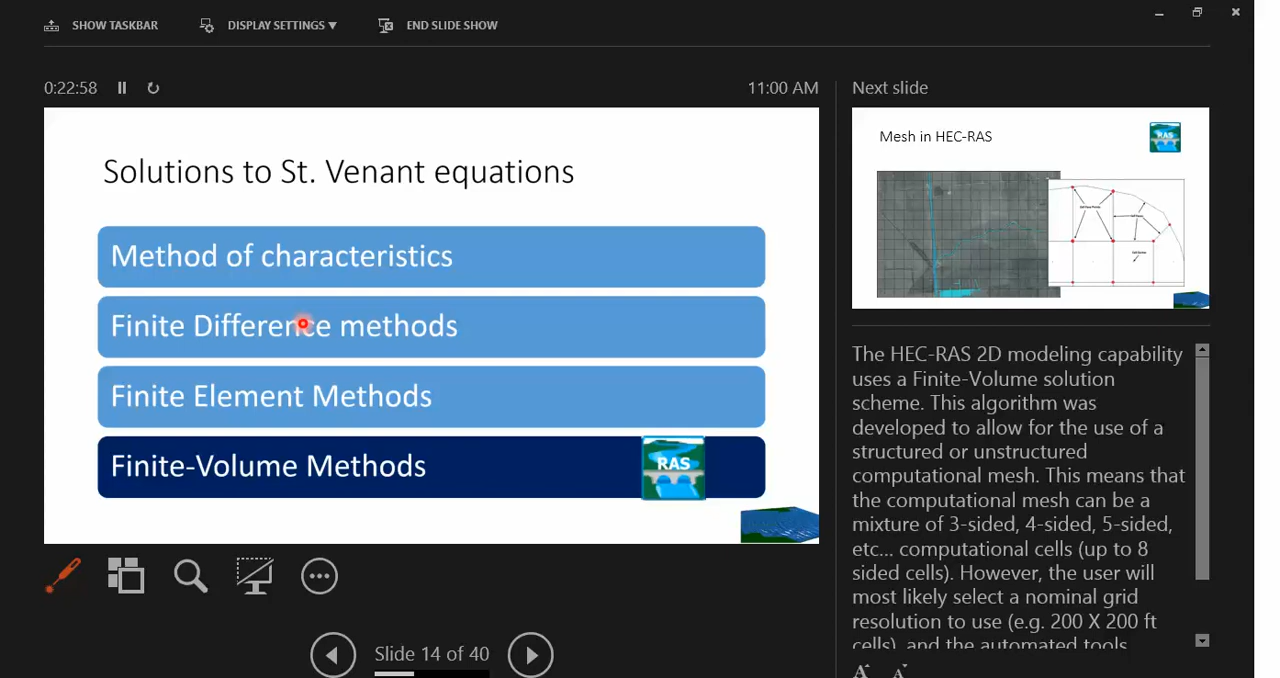 SHOW TASKBAR
DISPLAY SETTINGS ▼
END SLIDE SHOW
0:22:58
11:00 AM
Solutions to St. Venant equations
Method of characteristics
Finite Difference methods
Finite Element Methods
Finite-Volume Methods
RAS
Slide 14 of 40
Next slide
Mesh in HEC-RAS
RAS
The HEC-RAS 2D modeling capability
uses a Finite-Volume solution
scheme. This algorithm was
developed to allow for the use of a
structured or unstructured
computational mesh. This means that
the computational mesh can be a
mixture of 3-sided, 4-sided, 5-sided,
etc... computational cells (up to 8
sided cells). However, the user will
most likely select a nominal grid
resolution to use (e.g. 200 X 200 ft
cells), and the automated tools
A A